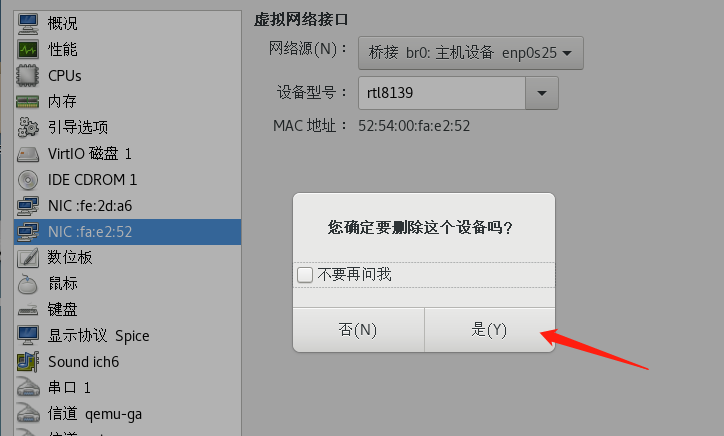 概况
性能
CPUs
内存
引导选项
VirtIO 磁盘 1
IDE CDROM 1
NIC :fe:2d:a6
NIC :fa:e2:52
数位板
鼠标
键盘
显示协议 Spice
Sound ich6
串口 1
信道 qemu-ga
虚拟网络接口
网络源(N)： 桥接 br0: 主机设备 enp0s25
设备型号： rtl8139
MAC 地址： 52:54:00:fa:e2:52
您确定要删除这个设备吗?
不要再问我
否(N) 是(Y)